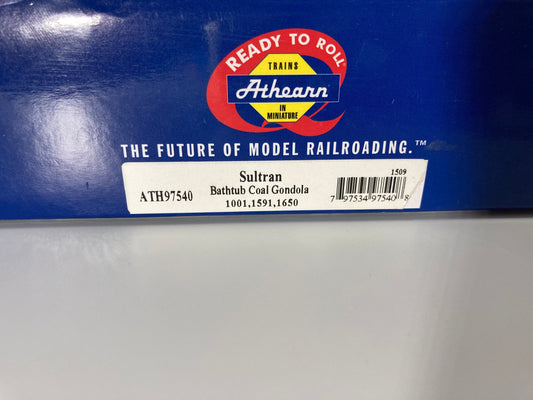 READY TO ROLL
TRAINS
Athearn
IN
MINIATURE
THE FUTURE OF MODEL RAILROADING.™
Sultran
1509
Bathtub Coal Gondola
ATH97540
1001,1591,1650
7 97534 97540 8